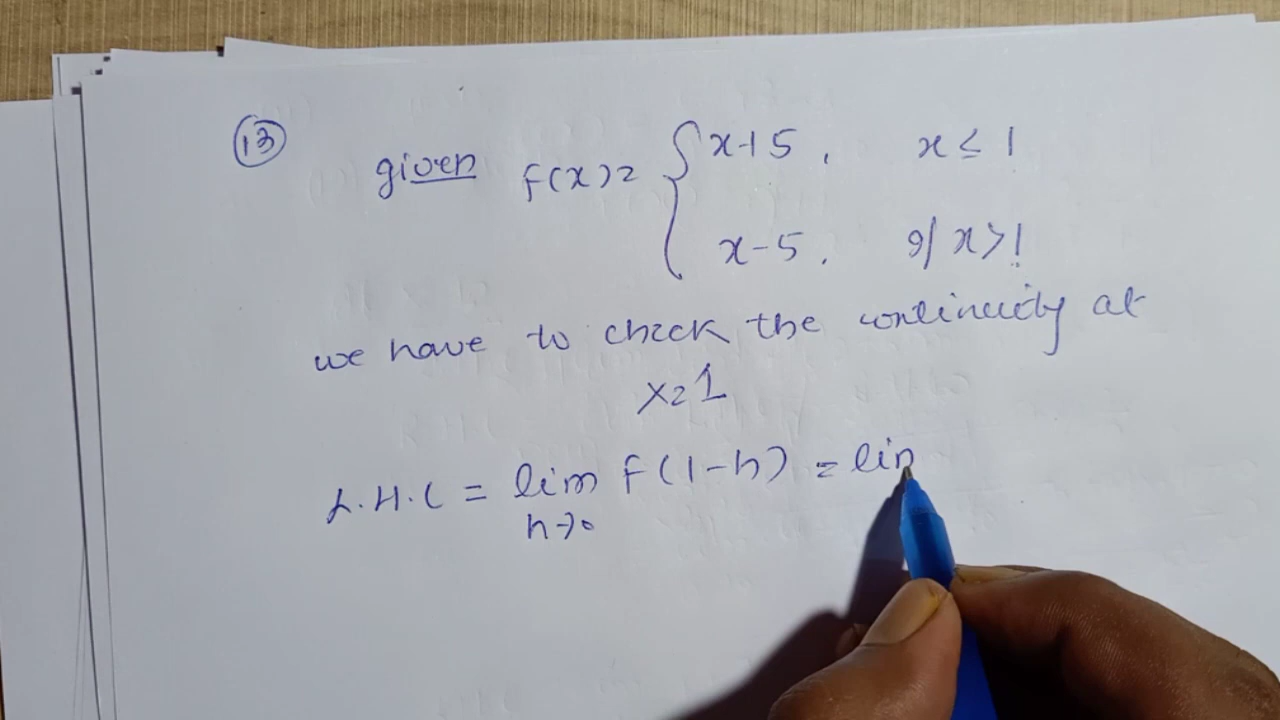 13
given f(x) = { x+5, x ≤ 1
x-5, if x>1
we have to check the continuity at
x=1
L.H.L = lim f(1-h) = lim
h→0